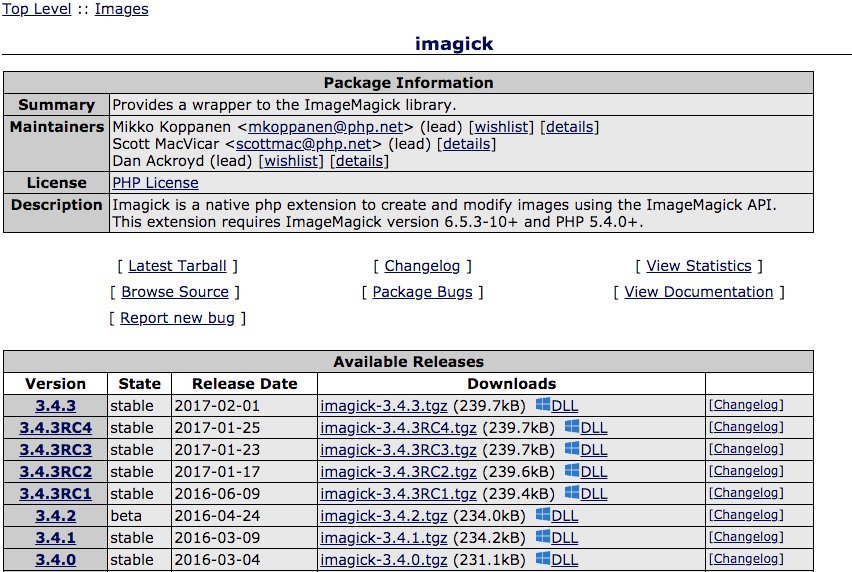 Top Level :: Images
imagick
Package Information
Summary Provides a wrapper to the ImageMagick library.
Maintainers Mikko Koppanen <mkoppanen@php.net> (lead) [wishlist] [details]
Scott MacVicar <scottmac@php.net> (lead) [details]
Dan Ackroyd (lead) [wishlist] [details]
License PHP License
Description Imagick is a native php extension to create and modify images using the ImageMagick API.
This extension requires ImageMagick version 6.5.3-10+ and PHP 5.4.0+.
[ Latest Tarball ] [ Changelog ] [ View Statistics ]
[ Browse Source ] [ Package Bugs ] [ View Documentation ]
[ Report new bug ]
Available Releases
Version State Release Date Downloads
3.4.3 stable 2017-02-01 imagick-3.4.3.tgz (239.7kB) DLL [Changelog]
3.4.3RC4 stable 2017-01-25 imagick-3.4.3RC4.tgz (239.7kB) DLL [Changelog]
3.4.3RC3 stable 2017-01-23 imagick-3.4.3RC3.tgz (239.7kB) DLL [Changelog]
3.4.3RC2 stable 2017-01-17 imagick-3.4.3RC2.tgz (239.6kB) DLL [Changelog]
3.4.3RC1 stable 2016-06-09 imagick-3.4.3RC1.tgz (239.4kB) DLL [Changelog]
3.4.2 beta 2016-04-24 imagick-3.4.2.tgz (234.0kB) DLL [Changelog]
3.4.1 stable 2016-03-09 imagick-3.4.1.tgz (234.2kB) DLL [Changelog]
3.4.0 stable 2016-03-04 imagick-3.4.0.tgz (231.1kB) DLL [Changelog]